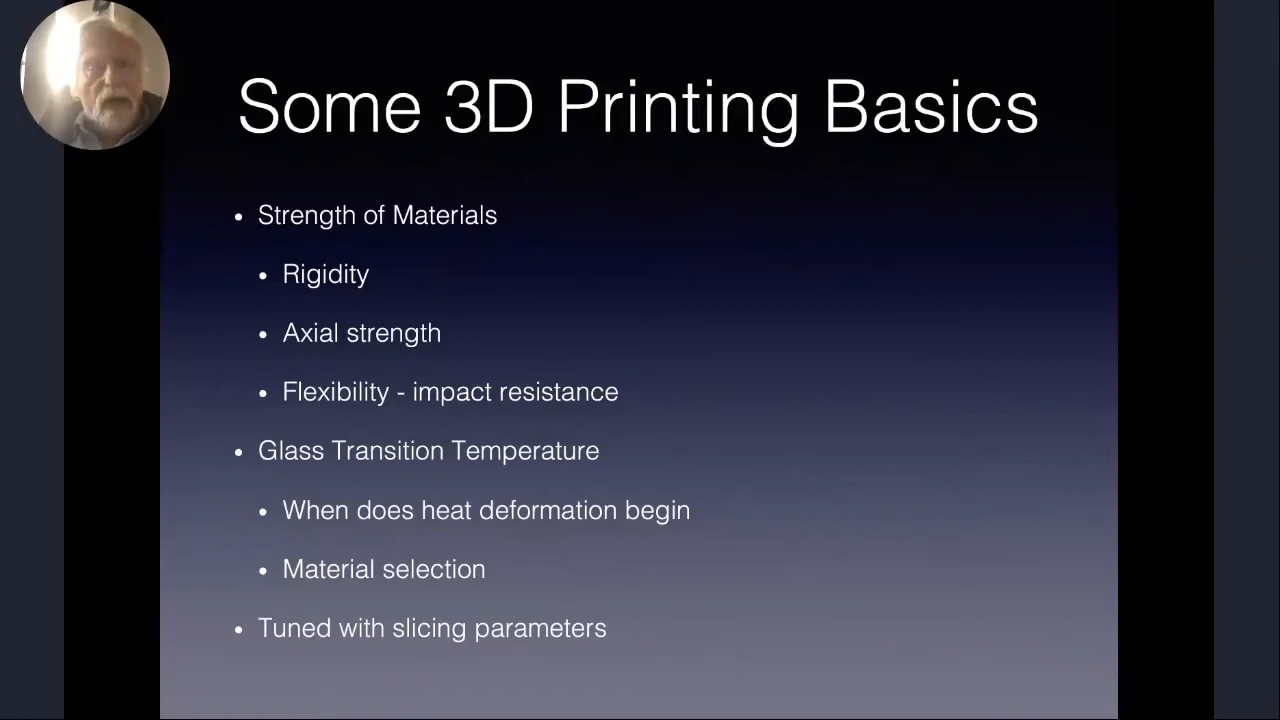 Some 3D Printing Basics
• Strength of Materials
• Rigidity
• Axial strength
• Flexibility - impact resistance
• Glass Transition Temperature
• When does heat deformation begin
• Material selection
• Tuned with slicing parameters